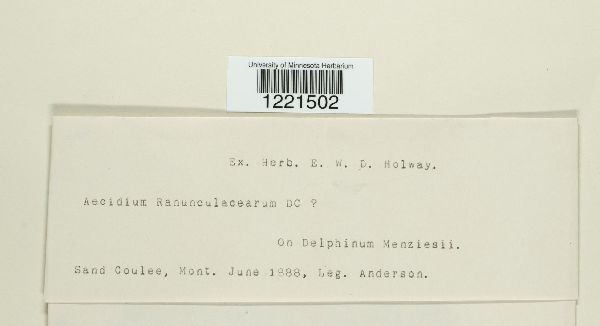 University of Minnesota Herbarium
1221502
Ex. Herb. E. W. D. Holway.
Aecidium Ranunculacearum DC ?
On Delphinum Menziesii.
Sand Coulee, Mont. June 1888, Leg. Anderson.